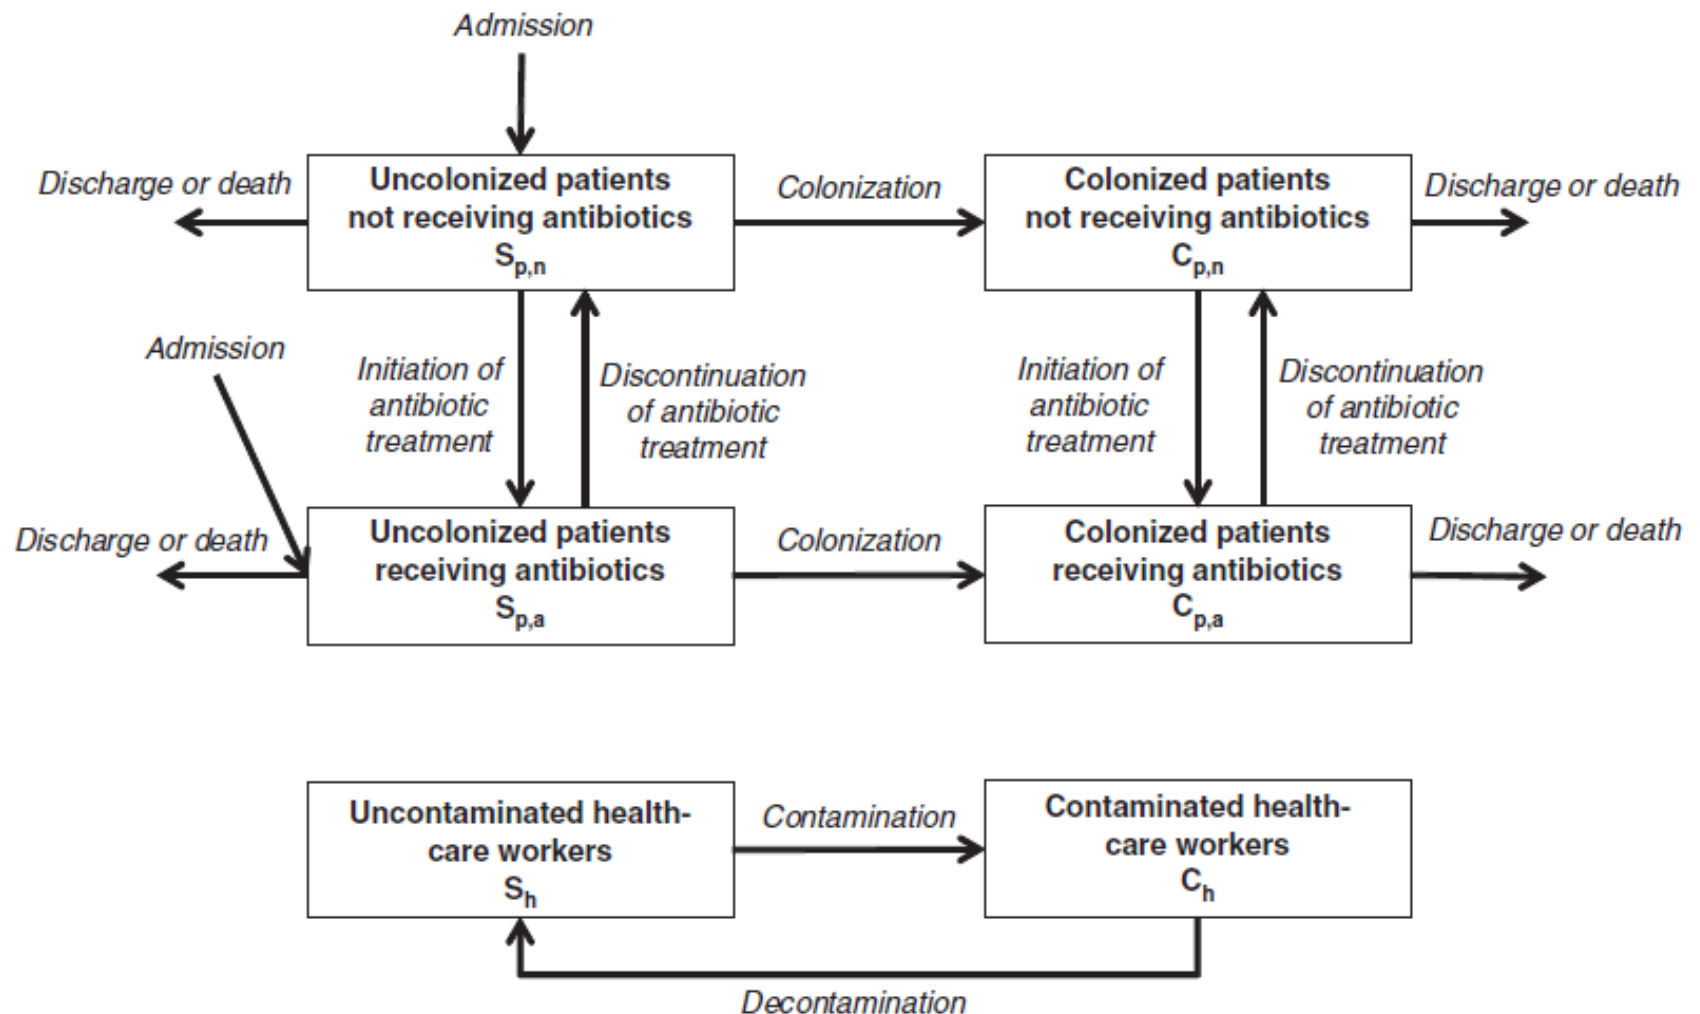 Admission
Discharge or death
Uncolonized patients
not receiving antibiotics
Sp,n
Colonization
Colonized patients
not receiving antibiotics
Cp,n
Discharge or death
Admission
Initiation of
antibiotic
treatment
Discontinuation
of antibiotic
treatment
Initiation of
antibiotic
treatment
Discontinuation
of antibiotic
treatment
Discharge or death
Uncolonized patients
receiving antibiotics
Sp,a
Colonization
Colonized patients
receiving antibiotics
Cp,a
Discharge or death
Uncontaminated health-
care workers
Sh
Contamination
Contaminated health-
care workers
Ch
Decontamination